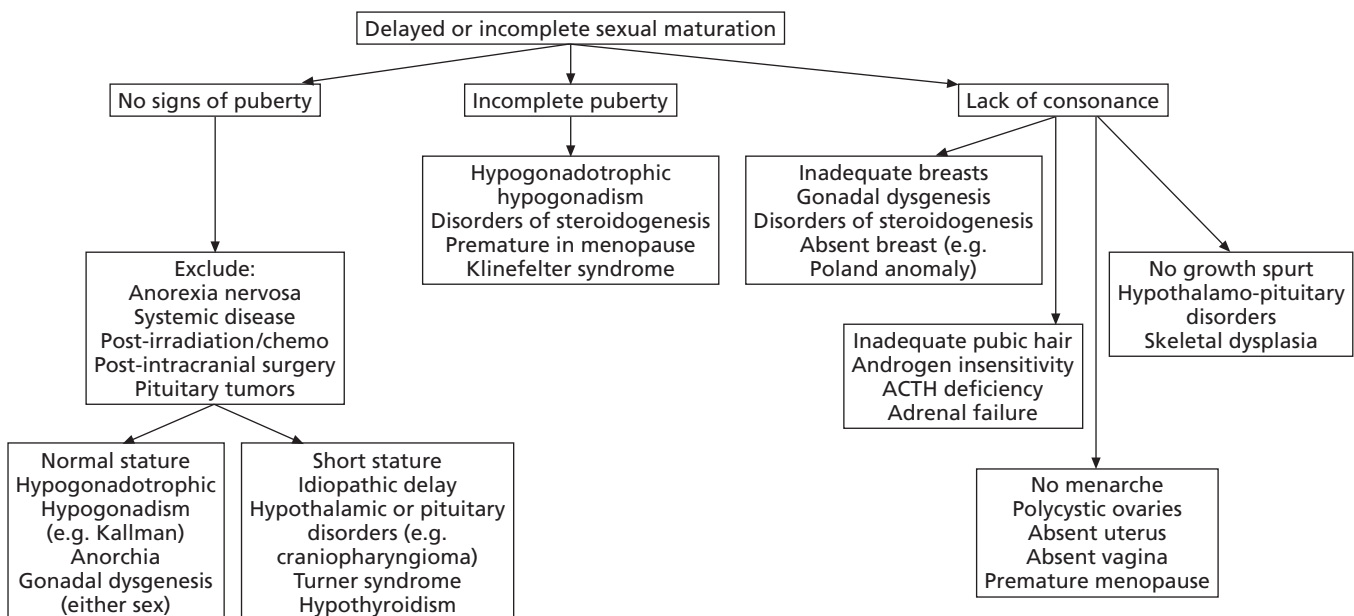 Delayed or incomplete sexual maturation
No signs of puberty
Incomplete puberty
Lack of consonance
Hypogonadotrophic
hypogonadism
Disorders of steroidogenesis
Premature in menopause
Klinefelter syndrome
Inadequate breasts
Gonadal dysgenesis
Disorders of steroidogenesis
Absent breast (e.g.
Poland anomaly)
No growth spurt
Hypothalamo-pituitary
disorders
Skeletal dysplasia
Exclude:
Anorexia nervosa
Systemic disease
Post-irradiation/chemo
Post-intracranial surgery
Pituitary tumors
Inadequate pubic hair
Androgen insensitivity
ACTH deficiency
Adrenal failure
Normal stature
Hypogonadotrophic
Hypogonadism
(e.g. Kallman)
Anorchia
Gonadal dysgenesis
(either sex)
Short stature
Idiopathic delay
Hypothalamic or pituitary
disorders (e.g.
craniopharyngioma)
Turner syndrome
Hypothyroidism
No menarche
Polycystic ovaries
Absent uterus
Absent vagina
Premature menopause